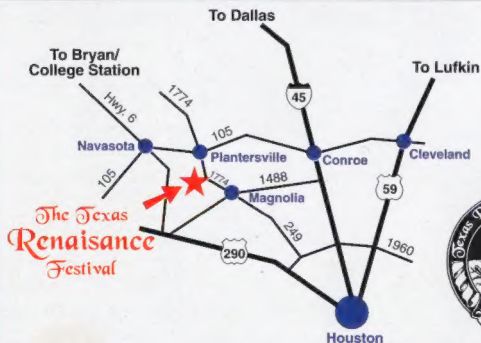 To Dallas
To Bryan/
College Station
To Lufkin
1774
45
Hwy. 6
105
Navasota
Plantersville
Conroe
Cleveland
105
1774
1488
59
Magnolia
The Texas
Renaisance
Festival
249
290
1960
Houston
Texas